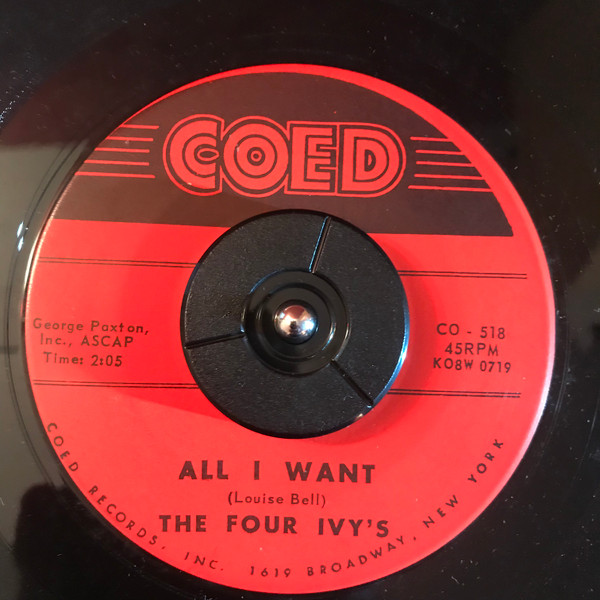 COED
George Paxton,
Inc., ASCAP
Time: 2:05
CO - 518
45RPM
KO8W 0719
ALL I WANT
(Louise Bell)
THE FOUR IVY'S
COED RECORDS, INC. 1619 BROADWAY, NEW YORK